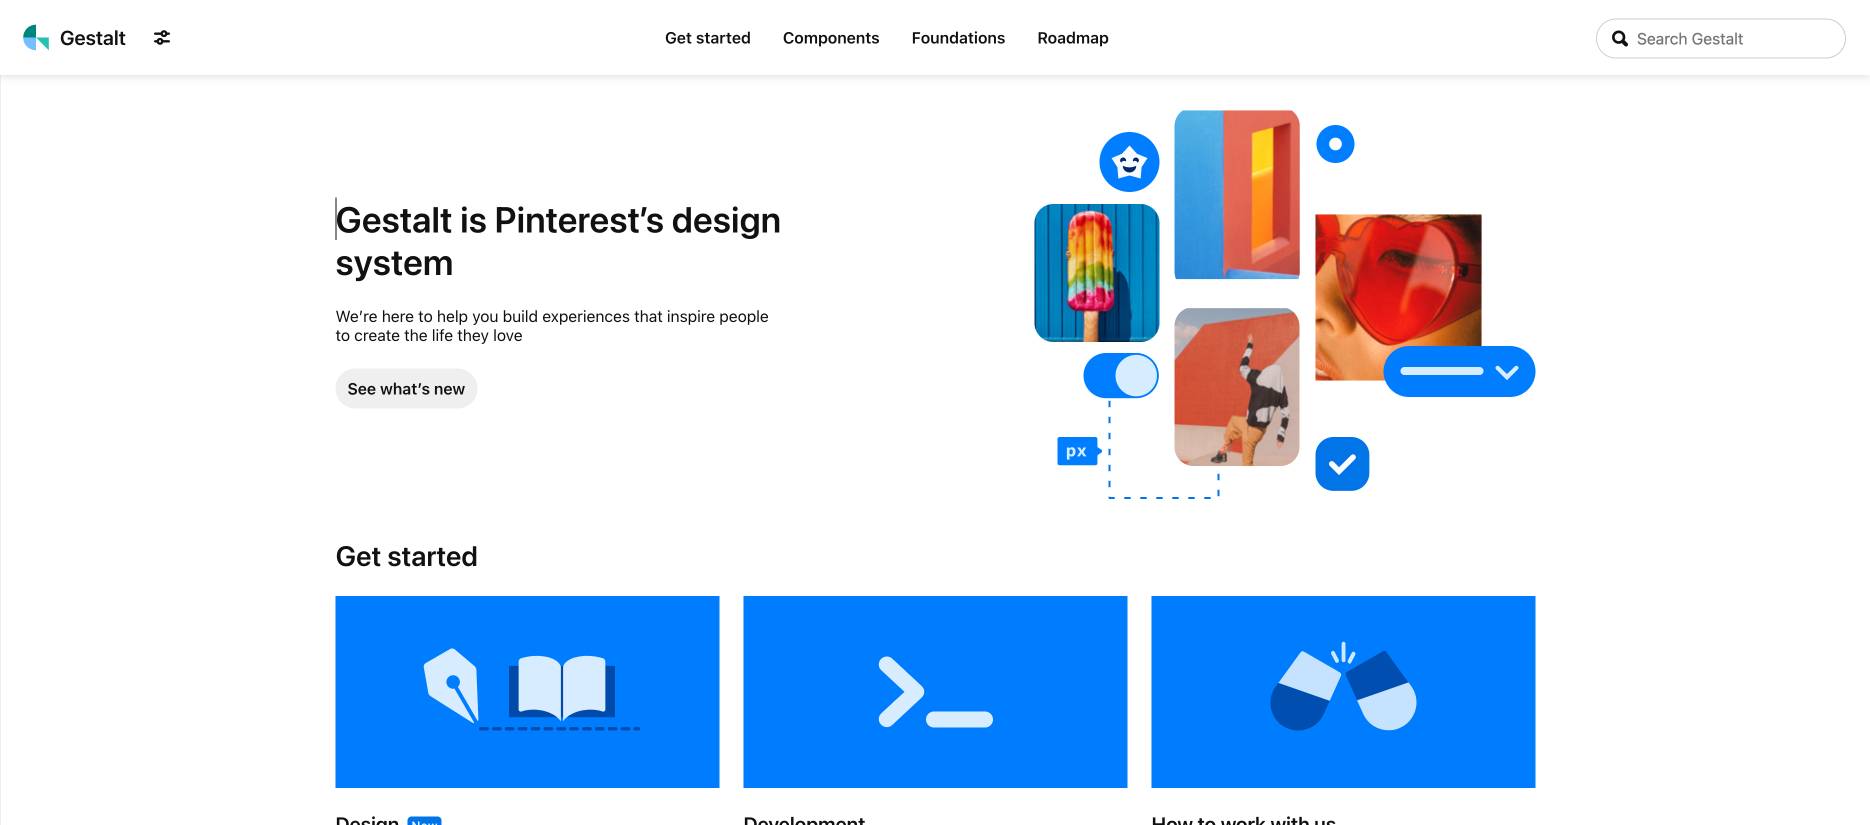 Gestalt
Get started
Components
Foundations
Roadmap
Search Gestalt
Gestalt is Pinterest’s design
system
We’re here to help you build experiences that inspire people
to create the life they love
See what’s new
px
Get started
Design New
Development
How to work with us